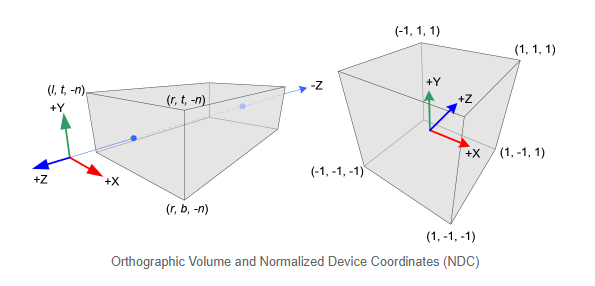 (l, t, -n)
+Y
(r, t, -n)
-Z
+Z
+X
(r, b, -n)
(-1, 1, 1)
(1, 1, 1)
+Y
+Z
+X
(1, -1, 1)
(-1, -1, -1)
(1, -1, -1)
Orthographic Volume and Normalized Device Coordinates (NDC)